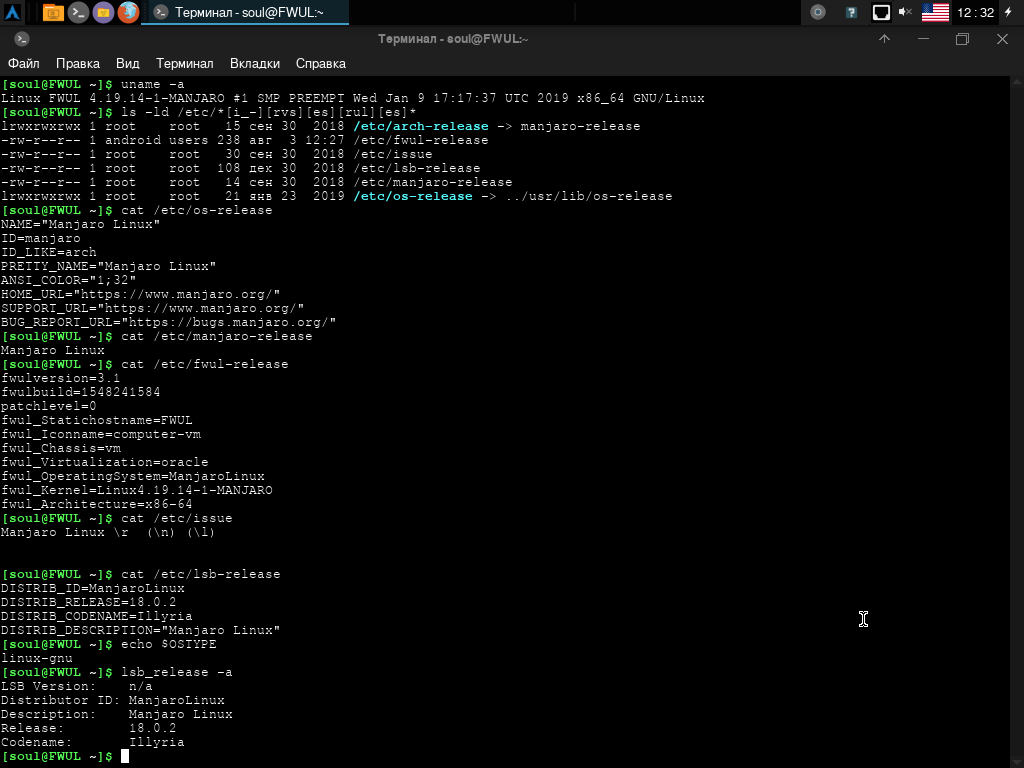 Терминал - soul@FWUL:~
12:32
Терминал - soul@FWUL:~
Файл Правка Вид Терминал Вкладки Справка
[soul@FWUL ~]$ uname -a
Linux FWUL 4.19.14-1-MANJARO #1 SMP PREEMPT Wed Jan 9 17:17:37 UTC 2019 x86_64 GNU/Linux
[soul@FWUL ~]$ ls -ld /etc/*[i_-][rvs][es][rul][es]*
lrwxrwxrwx 1 root    root   15 сен 30  2018 /etc/arch-release -> manjaro-release
-rw-r--r-- 1 android users 238 авг  3 12:27 /etc/fwul-release
-rw-r--r-- 1 root    root   30 сен 30  2018 /etc/issue
-rw-r--r-- 1 root    root  108 дек 30  2018 /etc/lsb-release
-rw-r--r-- 1 root    root   14 сен 30  2018 /etc/manjaro-release
lrwxrwxrwx 1 root    root   21 янв 23  2019 /etc/os-release -> ../usr/lib/os-release
[soul@FWUL ~]$ cat /etc/os-release
NAME="Manjaro Linux"
ID=manjaro
ID_LIKE=arch
PRETTY_NAME="Manjaro Linux"
ANSI_COLOR="1;32"
HOME_URL="https://www.manjaro.org/"
SUPPORT_URL="https://www.manjaro.org/"
BUG_REPORT_URL="https://bugs.manjaro.org/"
[soul@FWUL ~]$ cat /etc/manjaro-release
Manjaro Linux
[soul@FWUL ~]$ cat /etc/fwul-release
fwulversion=3.1
fwulbuild=1548241584
patchlevel=0
fwul_Statichostname=FWUL
fwul_Iconname=computer-vm
fwul_Chassis=vm
fwul_Virtualization=oracle
fwul_OperatingSystem=ManjaroLinux
fwul_Kernel=Linux4.19.14-1-MANJARO
fwul_Architecture=x86-64
[soul@FWUL ~]$ cat /etc/issue
Manjaro Linux \r  (\n) (\l)
[soul@FWUL ~]$ cat /etc/lsb-release
DISTRIB_ID=ManjaroLinux
DISTRIB_RELEASE=18.0.2
DISTRIB_CODENAME=Illyria
DISTRIB_DESCRIPTION="Manjaro Linux"
[soul@FWUL ~]$ echo $OSTYPE
linux-gnu
[soul@FWUL ~]$ lsb_release -a
LSB Version:    n/a
Distributor ID: ManjaroLinux
Description:    Manjaro Linux
Release:        18.0.2
Codename:       Illyria
[soul@FWUL ~]$